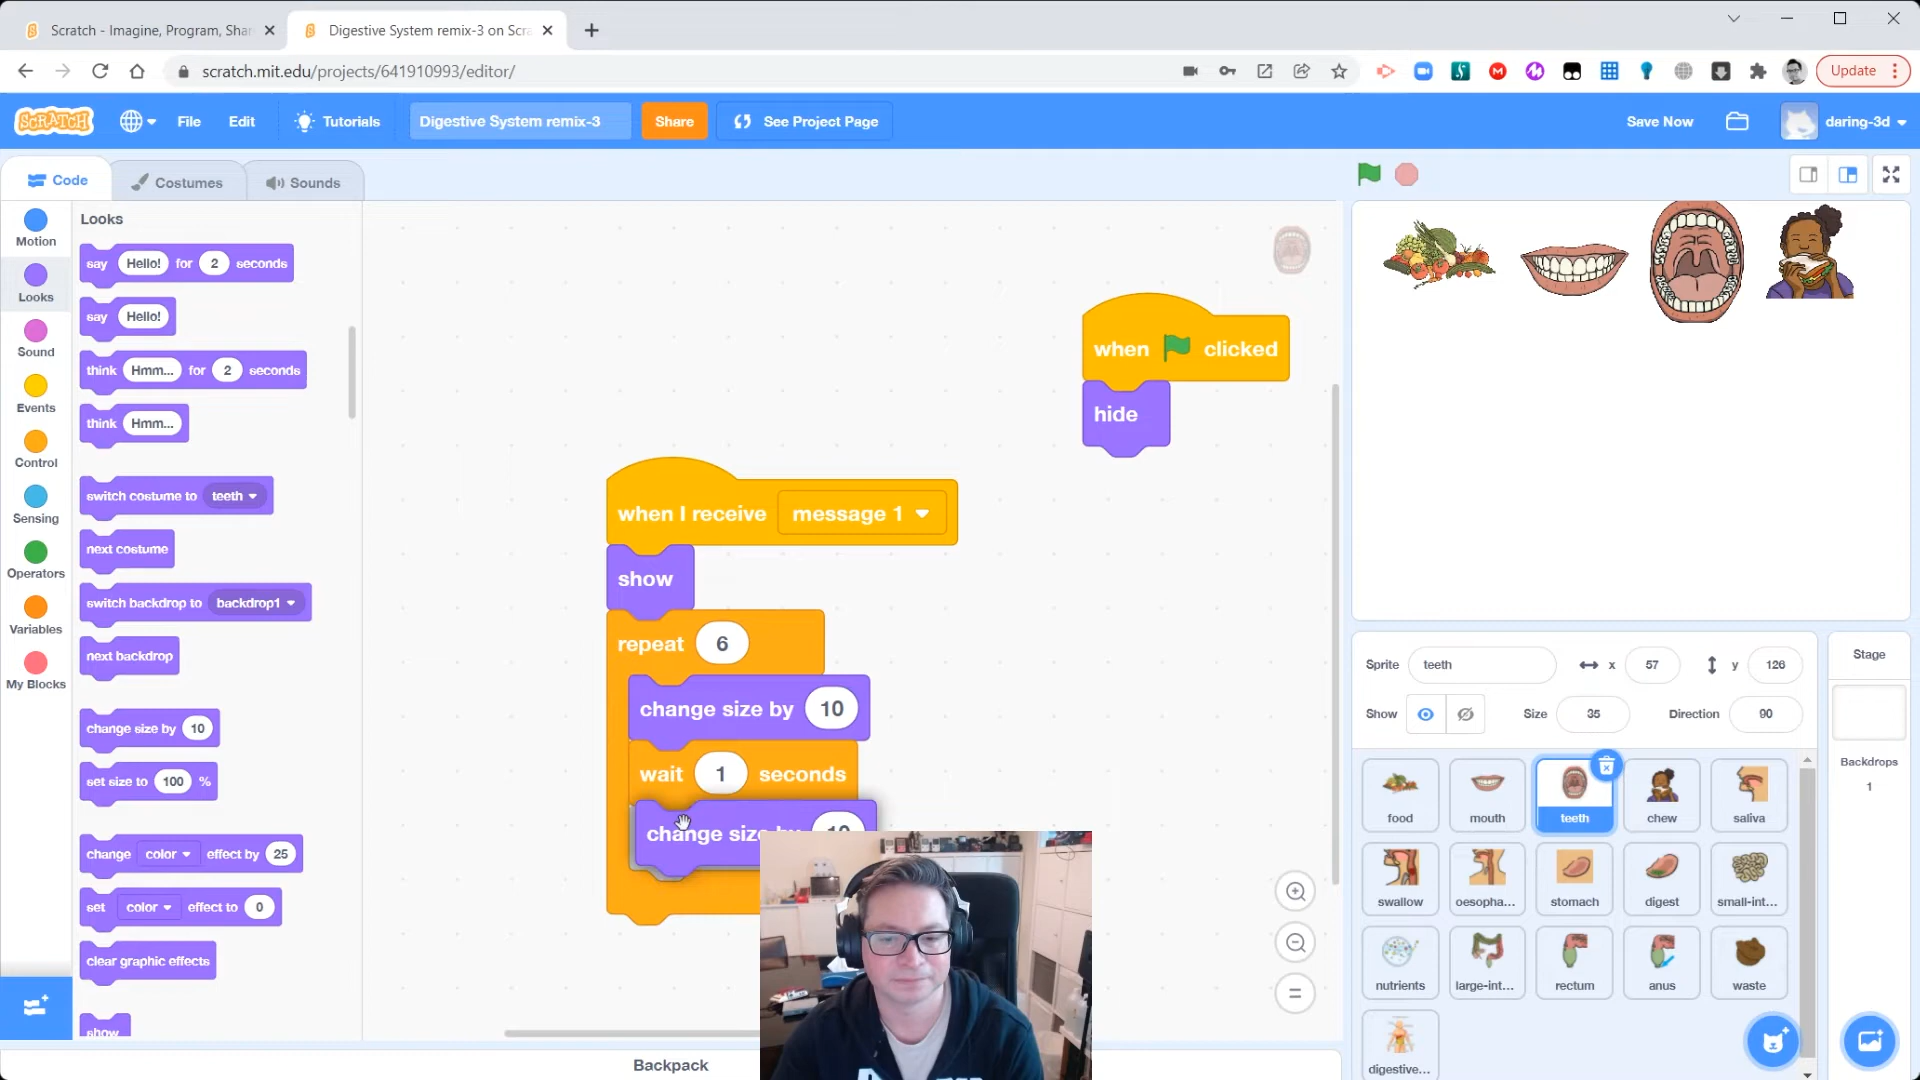 Scratch - Imagine, Program, Shar
Digestive System remix-3 on Scra
scratch.mit.edu/projects/641910993/editor/
Update
SCRATCH
File
Edit
Tutorials
Digestive System remix-3
Share
See Project Page
Save Now
daring-3d
Code
Costumes
Sounds
Motion
Looks
Sound
Events
Control
Sensing
Operators
Variables
My Blocks
Looks
say Hello! for 2 seconds
say Hello!
think Hmm... for 2 seconds
think Hmm...
switch costume to teeth
next costume
switch backdrop to backdrop1
next backdrop
change size by 10
set size to 100 %
change color effect by 25
set color effect to 0
clear graphic effects
show
when clicked
hide
when I receive message 1
show
repeat 6
change size by 10
wait 1 seconds
change size by 10
Backpack
Sprite teeth x 57 y 126
Show Size 35 Direction 90
Stage
Backdrops
1
food
mouth
teeth
chew
saliva
swallow
oesopha...
stomach
digest
small-int...
nutrients
large-int...
rectum
anus
waste
digestive...